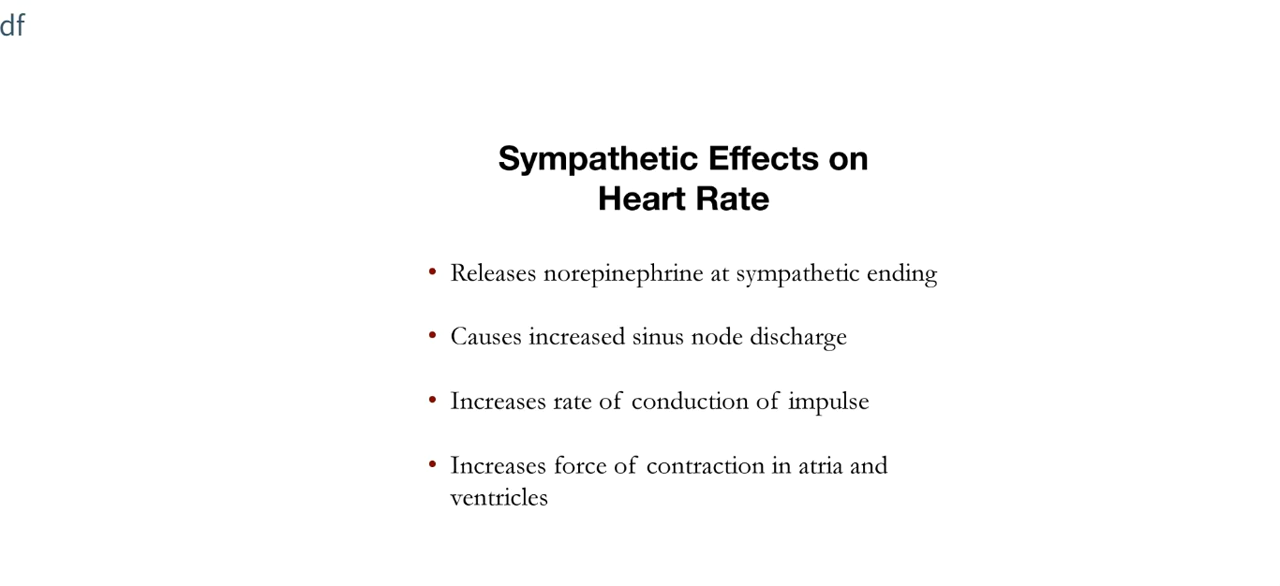 df
Sympathetic Effects on
Heart Rate
• Releases norepinephrine at sympathetic ending
• Causes increased sinus node discharge
• Increases rate of conduction of impulse
• Increases force of contraction in atria and
ventricles